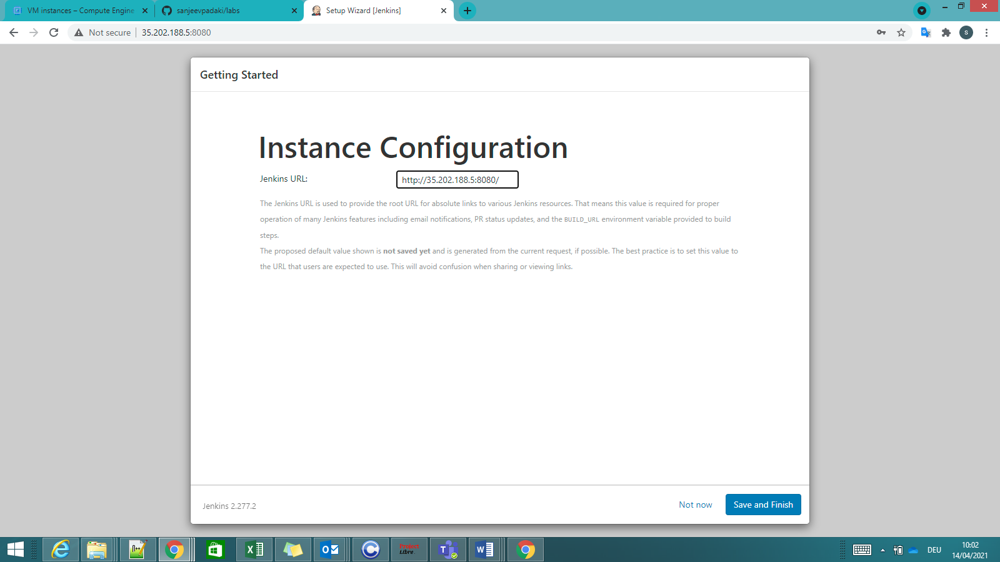 VM instances – Compute Engine
sanjeevpadaki/labs
Setup Wizard [Jenkins]
Not secure
35.202.188.5:8080
S
Getting Started
Instance Configuration
Jenkins URL:
http://35.202.188.5:8080/
The Jenkins URL is used to provide the root URL for absolute links to various Jenkins resources. That means this value is required for proper
operation of many Jenkins features including email notifications, PR status updates, and the BUILD_URL environment variable provided to build
steps.
The proposed default value shown is not saved yet and is generated from the current request, if possible. The best practice is to set this value to
the URL that users are expected to use. This will avoid confusion when sharing or viewing links.
Jenkins 2.277.2
Not now
Save and Finish
Project
Libre
DEU
10:02
14/04/2021